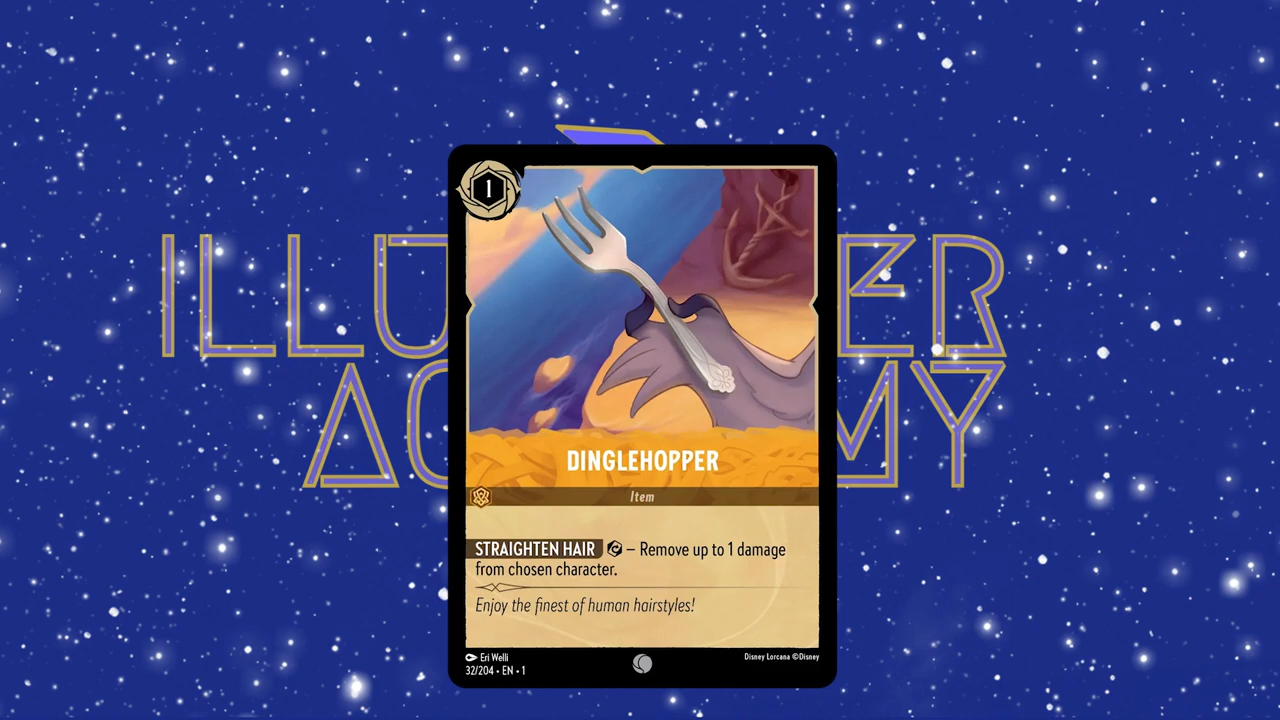 1
DINGLEHOPPER
Item
STRAIGHTEN HAIR – Remove up to 1 damage
from chosen character.
Enjoy the finest of human hairstyles!
Eri Welli
Disney Lorcana ©Disney
32/204 • EN • 1